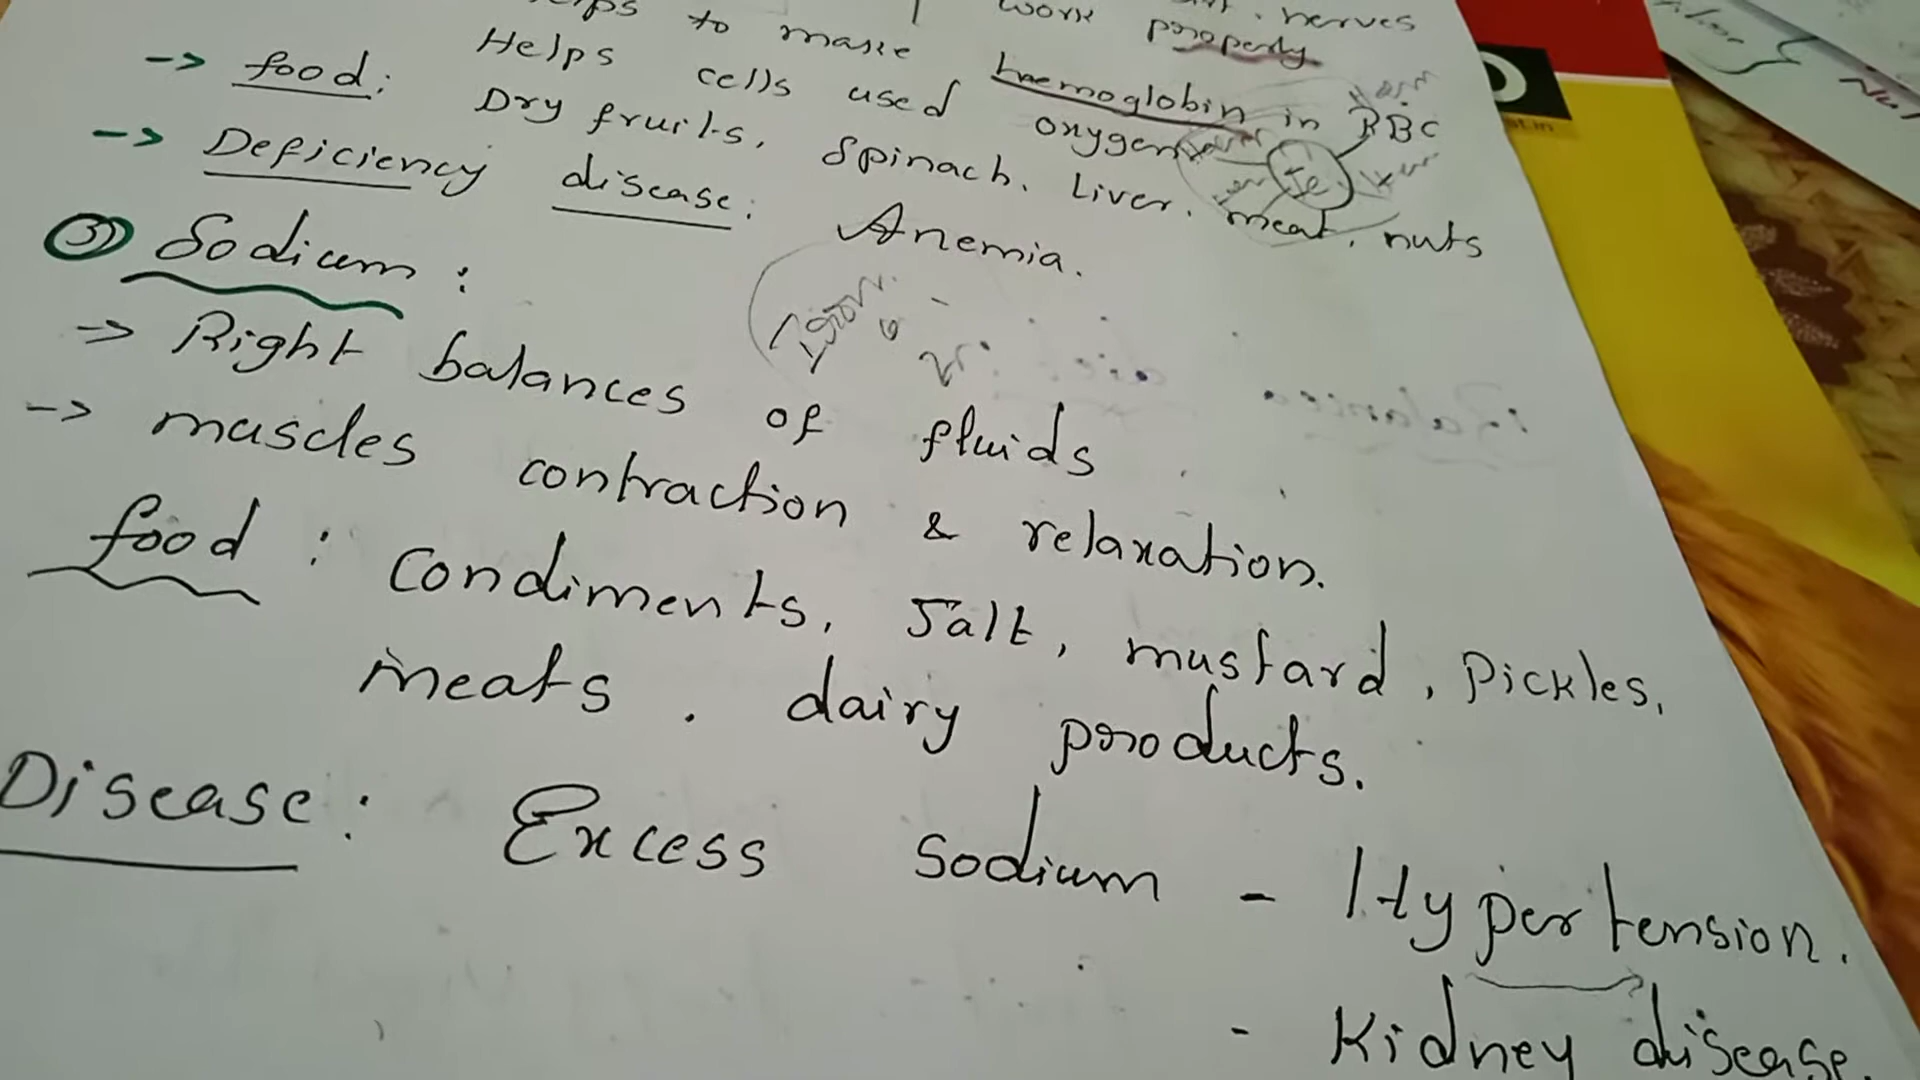 nerves
work properly
to make haemoglobin in RBC
Helps cells used oxygen
-> food: Dry fruits, Spinach, Liver, meat, nuts
-> Deficiency disease: Anemia.
③ Sodium:
-> Right balances of fluids.
-> muscles contraction & relaxation.
food: Condiments, Salt, mustard, Pickles,
meats, dairy products.
Disease: Excess Sodium - Hypertension.
- Kidney disease.